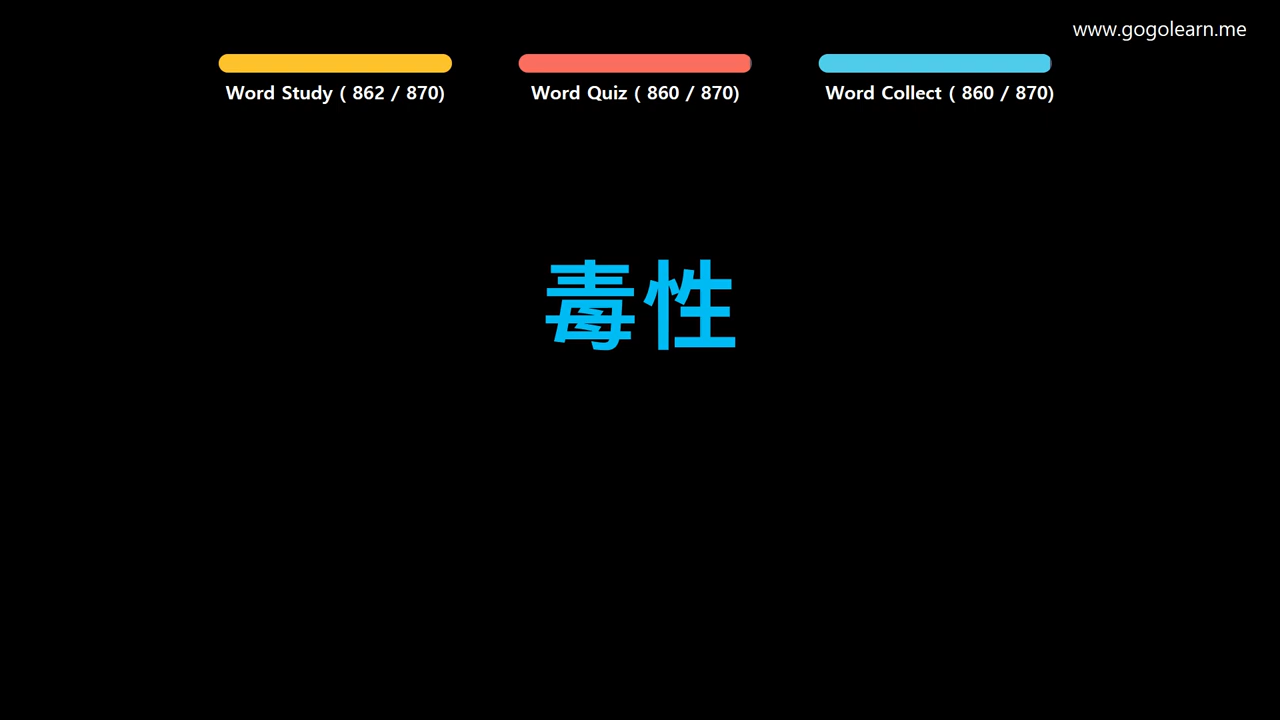 www.gogolearn.me
Word Study ( 862 / 870)
Word Quiz ( 860 / 870)
Word Collect ( 860 / 870)
毒性